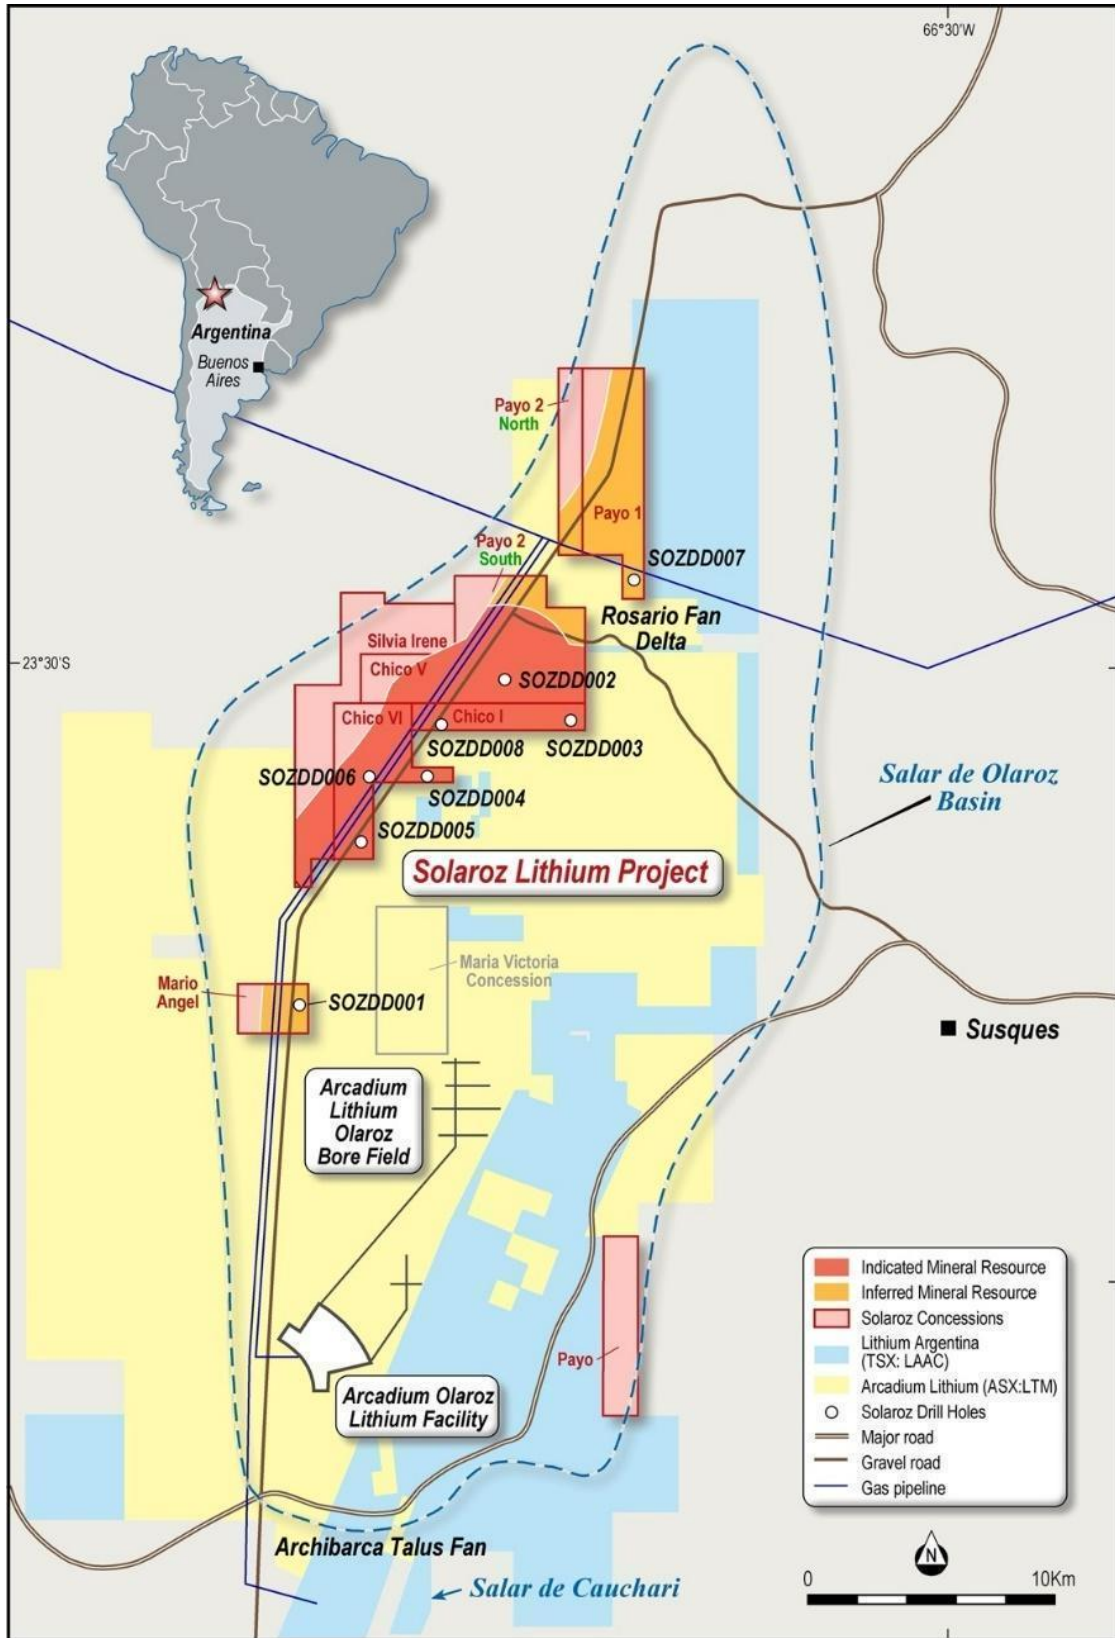 66°30'W
Argentina
Buenos
Aires
Payo 2
North
Payo 1
Payo 2
South
SOZDD007
Rosario Fan
Delta
23°30'S
Silvia Irene
Chico V
SOZDD002
Chico VI
Chico I
SOZDD008
SOZDD003
SOZDD006
SOZDD004
SOZDD005
Salar de Olaroz
Basin
Solaroz Lithium Project
Maria Victoria
Concession
Mario
Angel
SOZDD001
Susques
Arcadium
Lithium
Olaroz
Bore Field
Payo
Arcadium Olaroz
Lithium Facility
Indicated Mineral Resource
Inferred Mineral Resource
Solaroz Concessions
Lithium Argentina
(TSX: LAAC)
Arcadium Lithium (ASX:LTM)
Solaroz Drill Holes
Major road
Gravel road
Gas pipeline
Archibarca Talus Fan
Salar de Cauchari
N
0
10Km